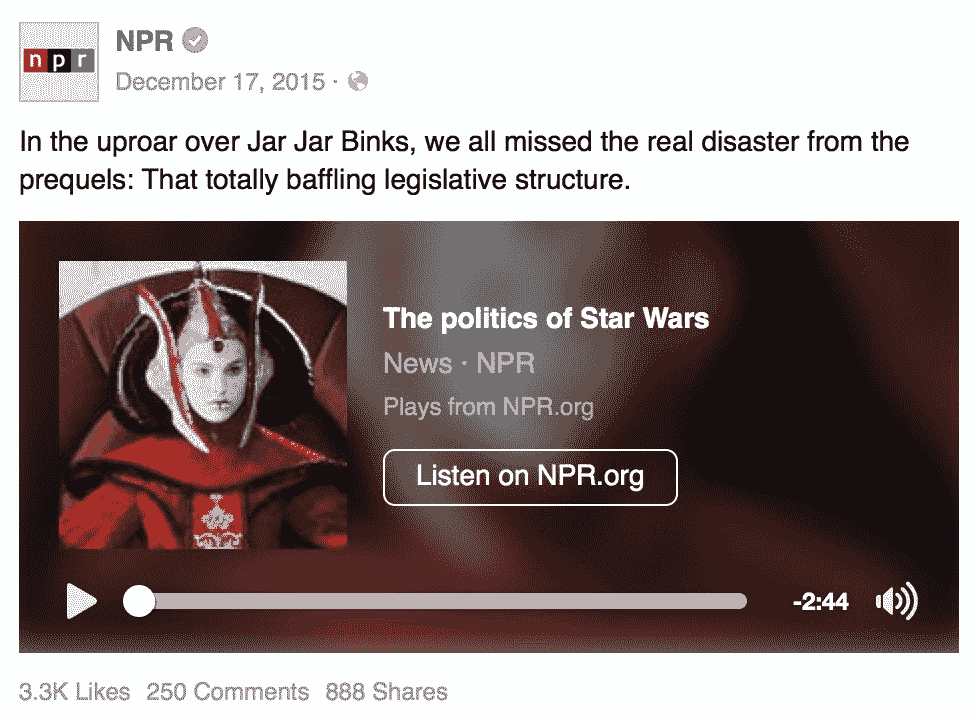 npr
NPR
December 17, 2015 ·
In the uproar over Jar Jar Binks, we all missed the real disaster from the
prequels: That totally baffling legislative structure.
The politics of Star Wars
News · NPR
Plays from NPR.org
Listen on NPR.org
-2:44
3.3K Likes 250 Comments 888 Shares